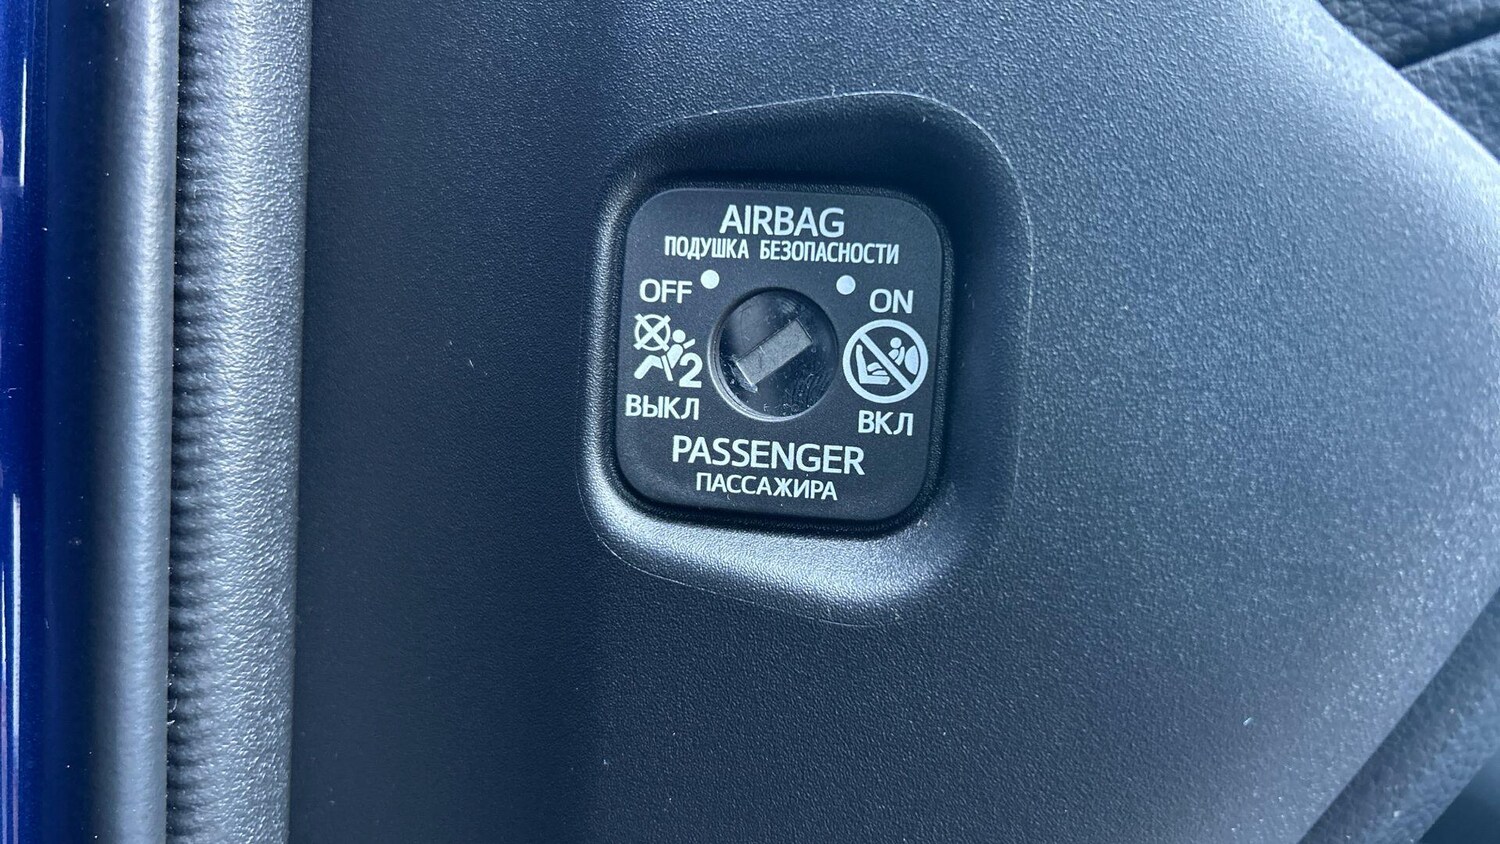 AIRBAG
ПОДУШКА БЕЗОПАСНОСТИ
OFF
ON
2
ВЫКЛ
ВКЛ
PASSENGER
ПАССАЖИРА